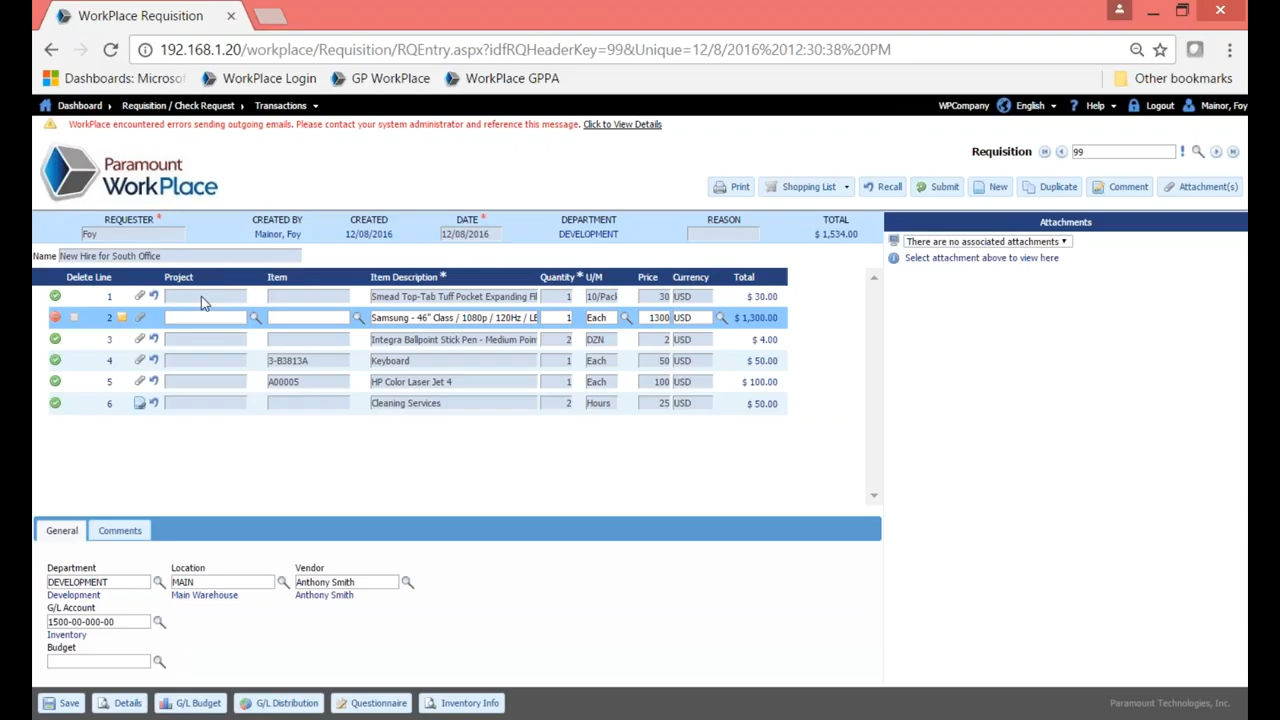 WorkPlace Requisition
192.168.1.20/workplace/Requisition/RQEntry.aspx?idfRQHeaderKey=99&Unique=12/8/2016%2012:30:38%20PM
Dashboards: Microsof WorkPlace Login GP WorkPlace WorkPlace GPPA Other bookmarks
Dashboard Requisition / Check Request Transactions WPCompany English Help Logout Mainor, Foy
WorkPlace encountered errors sending outgoing emails. Please contact your system administrator and reference this message. Click to View Details
Paramount
WorkPlace
Requisition 99
Print Shopping List Recall Submit New Duplicate Comment Attachment(s)
REQUESTER * CREATED BY CREATED DATE * DEPARTMENT REASON TOTAL
Foy Mainor, Foy 12/08/2016 12/08/2016 DEVELOPMENT $ 1,534.00
Name New Hire for South Office
Attachments
There are no associated attachments
Select attachment above to view here
Delete Line Project Item Item Description * Quantity * U/M Price Currency Total
1 Smead Top-Tab Tuff Pocket Expanding Fi 1 10/Pack 30 USD $ 30.00
2 Samsung - 46" Class / 1080p / 120Hz / LE 1 Each 1300 USD $ 1,300.00
3 Integra Ballpoint Stick Pen - Medium Poin 2 DZN 2 USD $ 4.00
4 3-B3813A Keyboard 1 Each 50 USD $ 50.00
5 A00005 HP Color Laser Jet 4 1 Each 100 USD $ 100.00
6 Cleaning Services 2 Hours 25 USD $ 50.00
General Comments
Department Location Vendor
DEVELOPMENT MAIN Anthony Smith
Development Main Warehouse Anthony Smith
G/L Account
1500-00-000-00
Inventory
Budget
Save Details G/L Budget G/L Distribution Questionnaire Inventory Info Paramount Technologies, Inc.